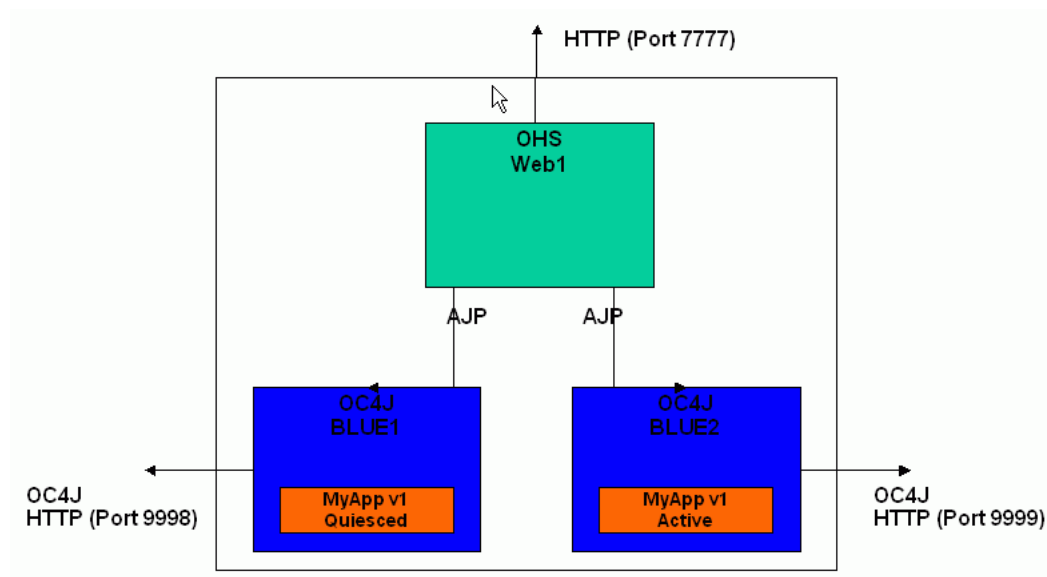 HTTP (Port 7777)
OHS
Web1
AJP
AJP
OC4J
BLUE1
OC4J
BLUE2
MyApp v1
Quiesced
MyApp v1
Active
OC4J
HTTP (Port 9998)
OC4J
HTTP (Port 9999)